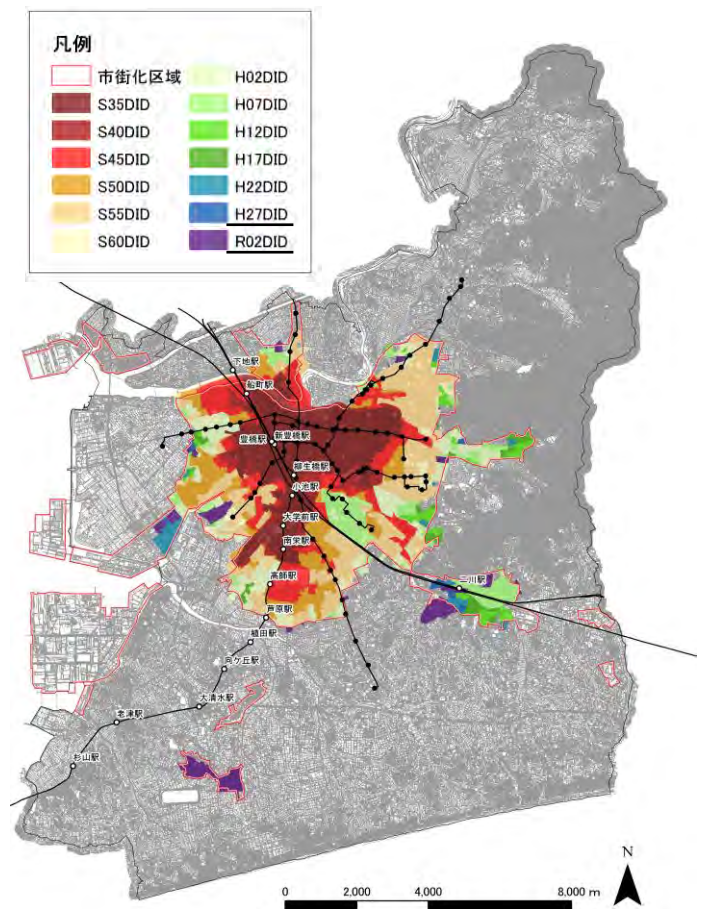 凡例
市街化区域
S35DID
S40DID
S45DID
S50DID
S55DID
S60DID
H02DID
H07DID
H12DID
H17DID
H22DID
H27DID
R02DID
下地駅
船町駅
豊橋駅
新豊橋駅
柳生橋駅
小池駅
大学前駅
南栄駅
高師駅
二川駅
芦原駅
植田駅
向ケ丘駅
大清水駅
老津駅
杉山駅
N
0 2,000 4,000 8,000 m